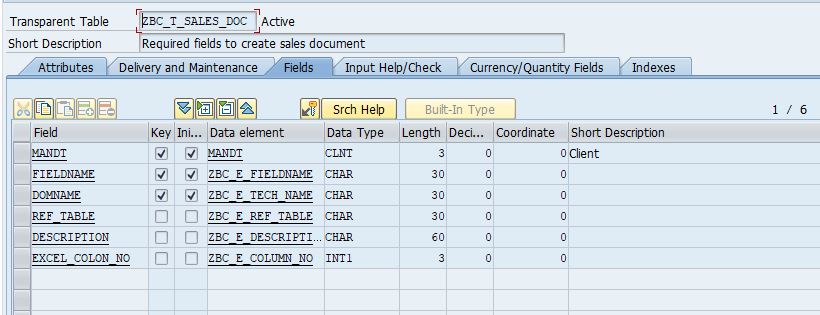 Transparent Table ZBC_T_SALES_DOC Active
Short Description Required fields to create sales document
Attributes Delivery and Maintenance Fields Input Help/Check Currency/Quantity Fields Indexes
Srch Help Built-In Type 1 / 6
Field Key Ini... Data element Data Type Length Deci... Coordinate Short Description
MANDT MANDT CLNT 3 0 0 Client
FIELDNAME ZBC_E_FIELDNAME CHAR 30 0 0
DOMNAME ZBC_E_TECH_NAME CHAR 30 0 0
REF_TABLE ZBC_E_REF_TABLE CHAR 30 0 0
DESCRIPTION ZBC_E_DESCRIPTI... CHAR 60 0 0
EXCEL_COLON_NO ZBC_E_COLUMN_NO INT1 3 0 0